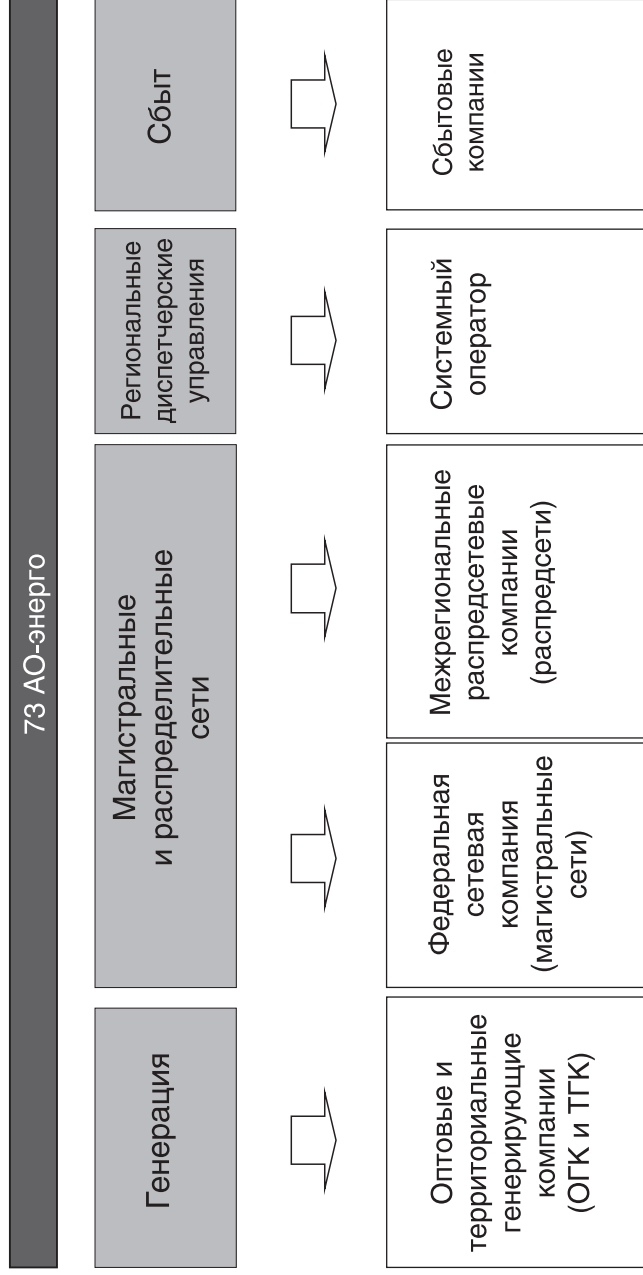 73 АО-энерго
Генерация
Магистральные
и распределительные
сети
Региональные
диспетчерские
управления
Сбыт
Оптовые и
территориальные
генерирующие
компании
(ОГК и ТГК)
Федеральная
сетевая
компания
(магистральные
сети)
Межрегиональные
распредсетевые
компании
(распредсети)
Системный
оператор
Сбытовые
компании